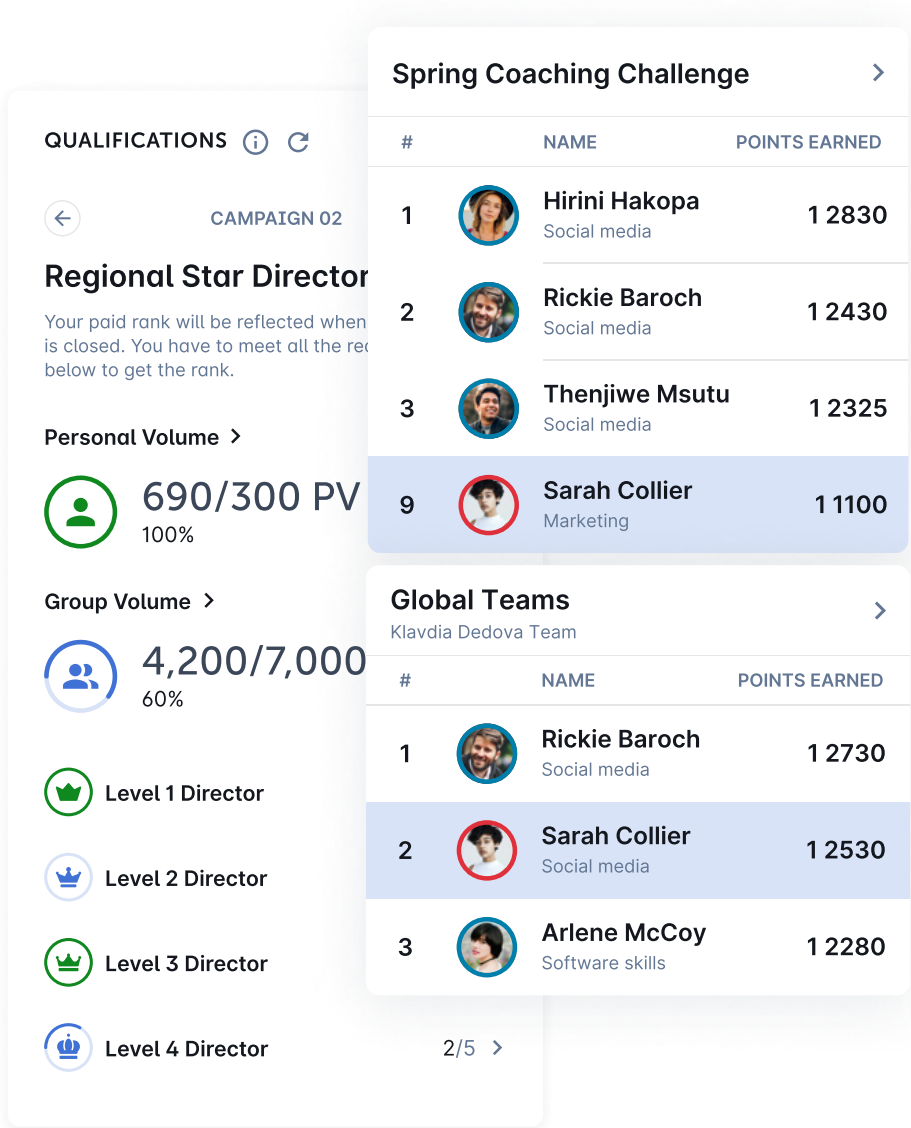 QUALIFICATIONS
CAMPAIGN 02
Regional Star Director
Your paid rank will be reflected when
is closed. You have to meet all the
below to get the rank.
Personal Volume
690/300 PV
100%
Group Volume
4,200/7,000
60%
Level 1 Director
Level 2 Director
Level 3 Director
Level 4 Director
2/5
Spring Coaching Challenge
# NAME POINTS EARNED
1 Hirini Hakopa 1 2830
Social media
2 Rickie Baroch 1 2430
Social media
3 Thenjiwe Msutu 1 2325
Social media
9 Sarah Collier 1 1100
Marketing
Global Teams
Klavdia Dedova Team
# NAME POINTS EARNED
1 Rickie Baroch 1 2730
Social media
2 Sarah Collier 1 2530
Social media
3 Arlene McCoy 1 2280
Software skills